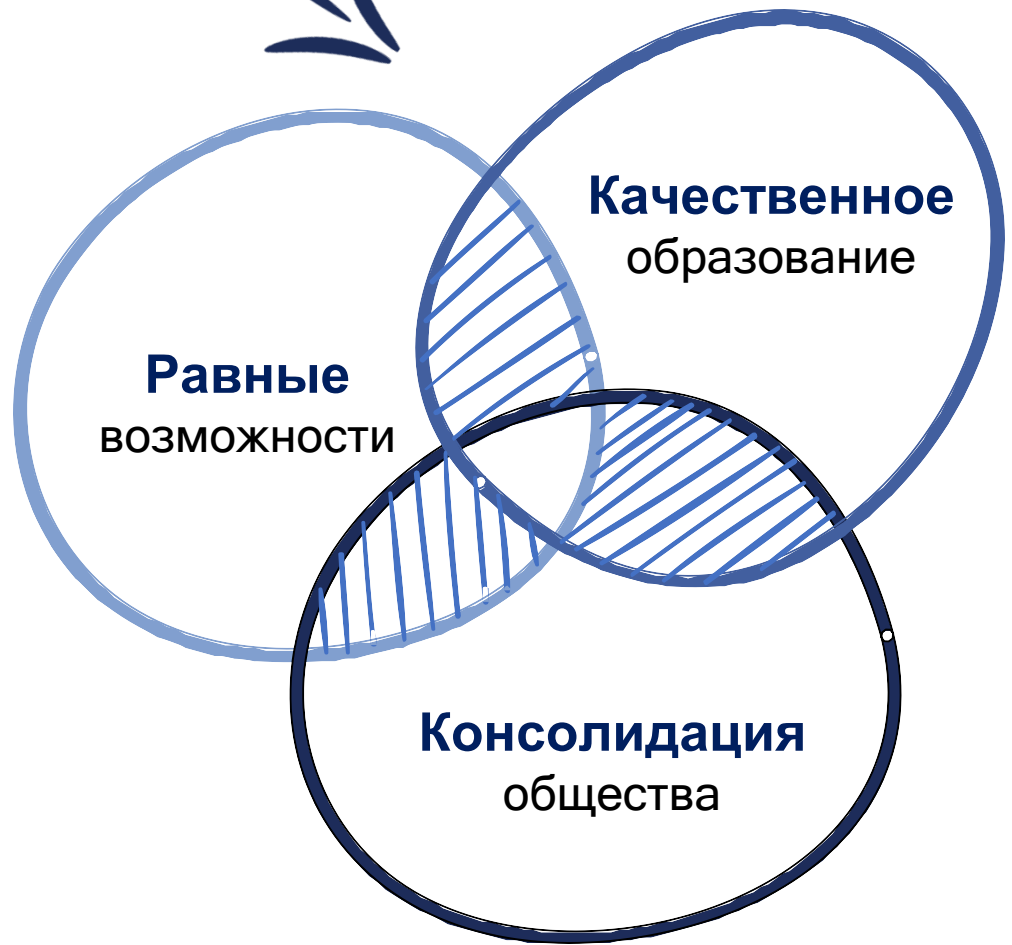 Качественное
образование
Равные
возможности
Консолидация
общества